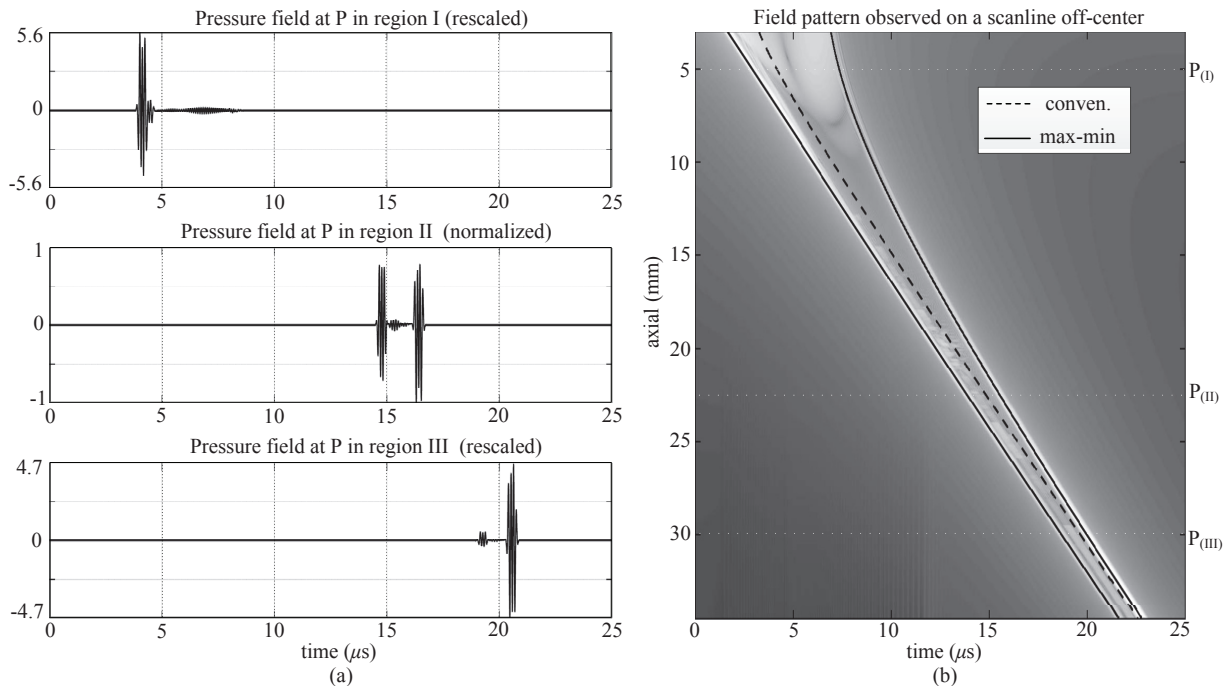 Pressure field at P in region I (rescaled)
5.6
0
-5.6
0 5 10 15 20 25
Pressure field at P in region II (normalized)
1
0
-1
0 5 10 15 20 25
Pressure field at P in region III (rescaled)
4.7
0
-4.7
0 5 10 15 20 25
time (μs)
(a)
Field pattern observed on a scanline off-center
axial (mm)
5
10
15
20
25
30
conven.
max-min
P(I)
P(II)
P(III)
0 5 10 15 20 25
time (μs)
(b)